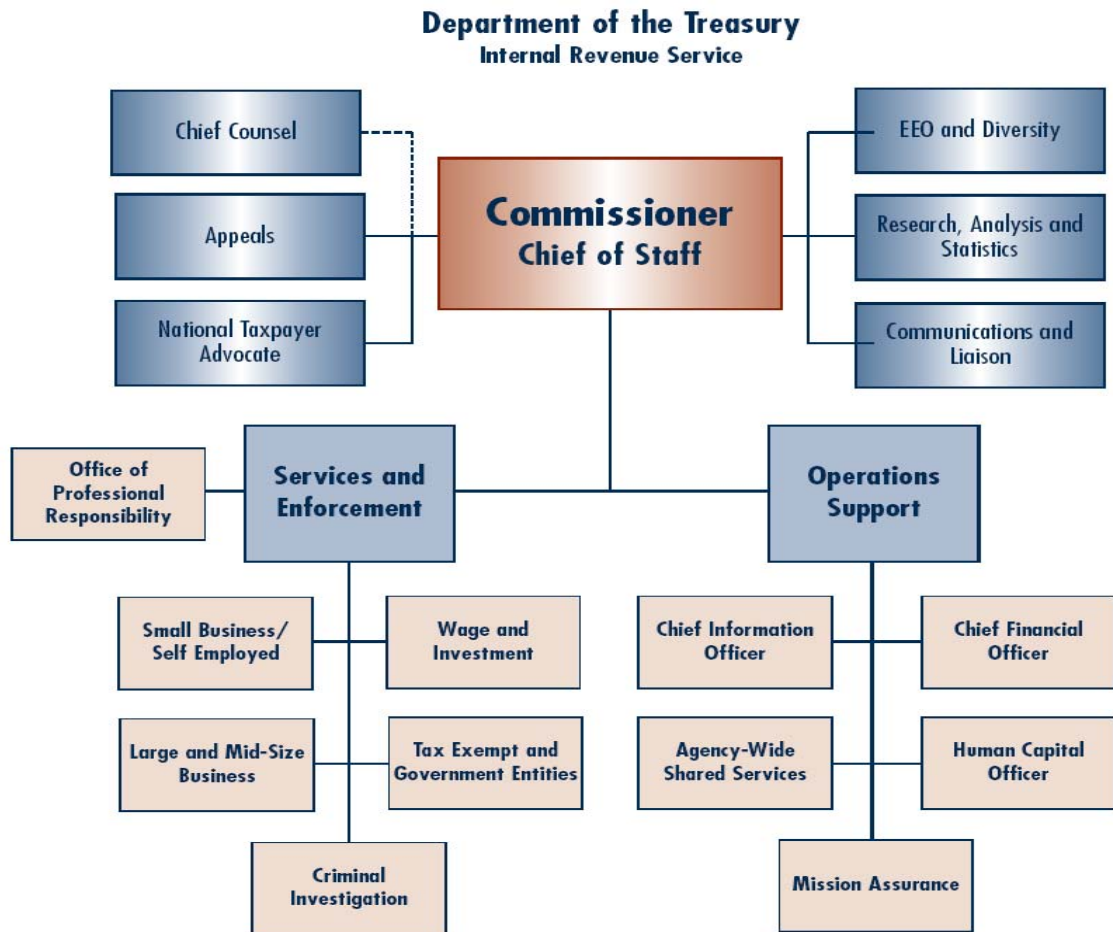 Department of the Treasury
Internal Revenue Service
Chief Counsel
Appeals
National Taxpayer
Advocate
Commissioner
Chief of Staff
EEO and Diversity
Research, Analysis and
Statistics
Communications and
Liaison
Office of
Professional
Responsibility
Services and
Enforcement
Operations
Support
Small Business/
Self Employed
Wage and
Investment
Large and Mid-Size
Business
Tax Exempt and
Government Entities
Criminal
Investigation
Chief Information
Officer
Chief Financial
Officer
Agency-Wide
Shared Services
Human Capital
Officer
Mission Assurance